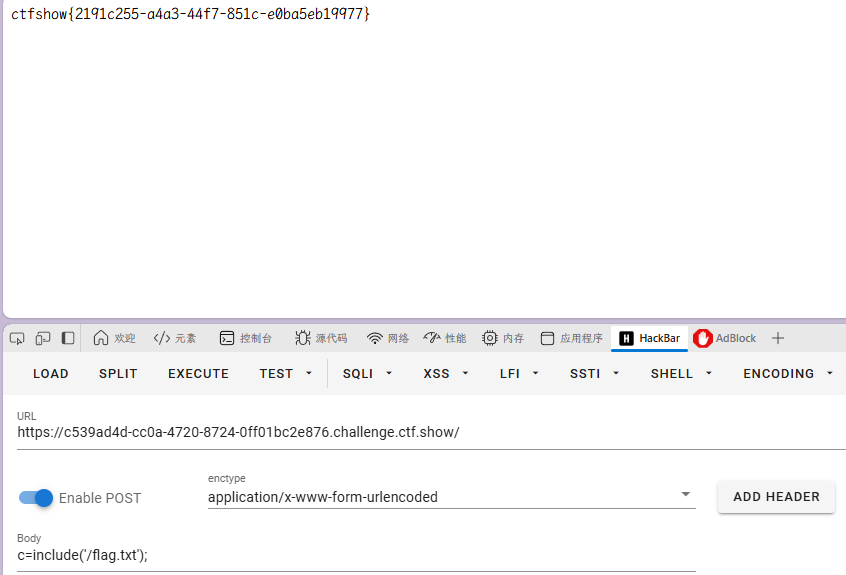 ctfshow{2191c255-a4a3-44f7-851c-e0ba5eb19977}
欢迎 元素 控制台 源代码 网络 性能 内存 应用程序 HackBar AdBlock
LOAD SPLIT EXECUTE TEST SQLI XSS LFI SSTI SHELL ENCODING
URL
https://c539ad4d-cc0a-4720-8724-0ff01bc2e876.challenge.ctf.show/
enctype
Enable POST application/x-www-form-urlencoded ADD HEADER
Body
c=include('/flag.txt');